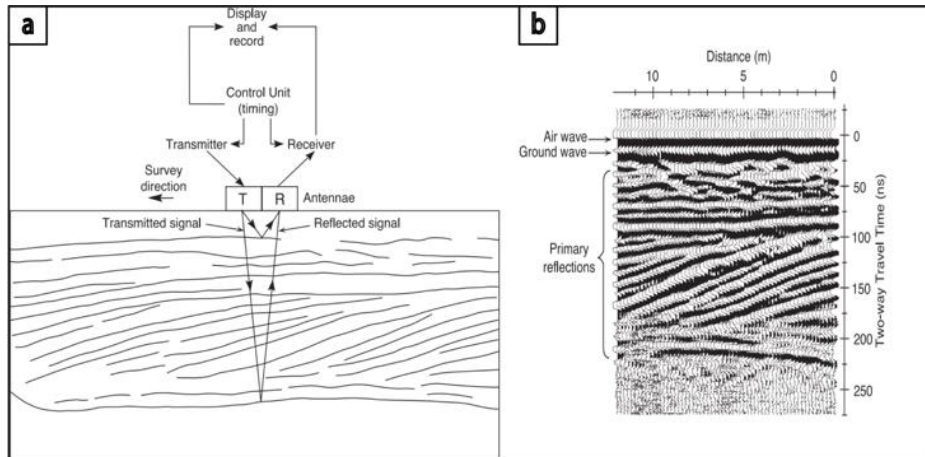 a
Display
and
record
Control Unit
(timing)
Transmitter
Receiver
Survey
direction
T
R
Antennae
Transmitted signal
Reflected signal
b
Distance (m)
10
5
0
Air wave
Ground wave
Primary
reflections
0
50
100
150
200
250
Two-way Travel Time (ns)